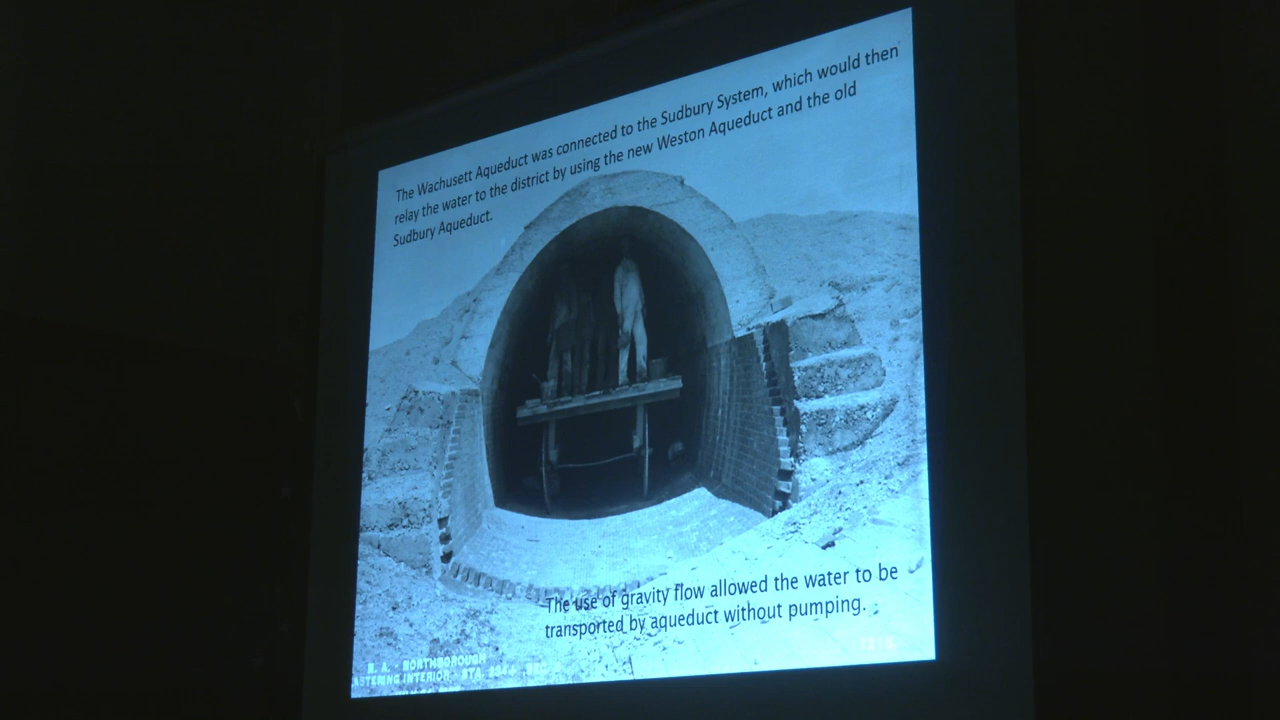 The Wachusett Aqueduct was connected to the Sudbury System, which would then
relay the water to the district by using the new Weston Aqueduct and the old
Sudbury Aqueduct.
The use of gravity flow allowed the water to be
transported by aqueduct without pumping.
- NORTHBOROUGH
INTERIOR - STA.